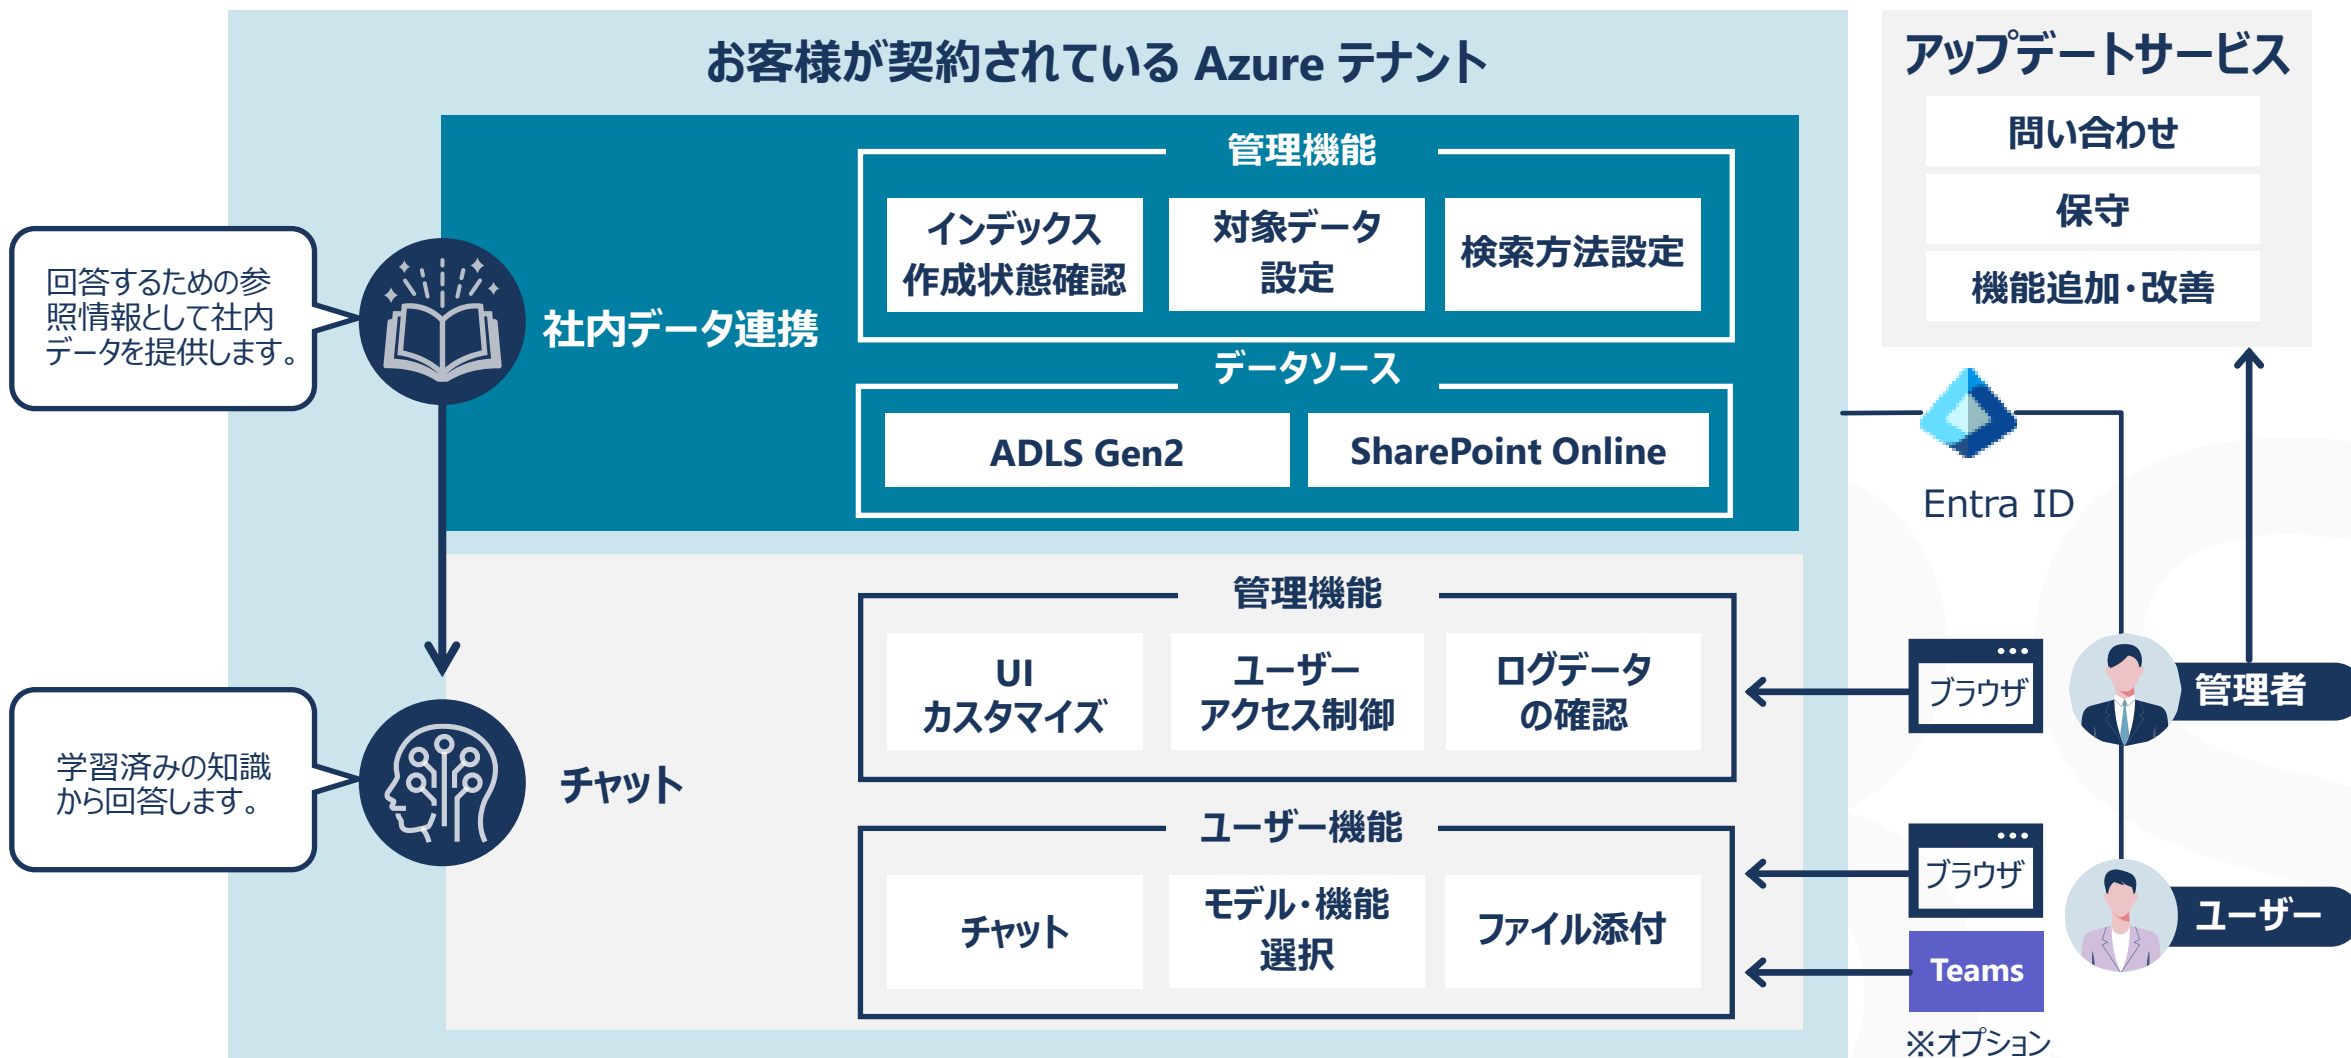 お客様が契約されている Azure テナント
アップデートサービス
問い合わせ
保守
機能追加・改善
管理機能
インデックス
作成状態確認
対象データ
設定
検索方法設定
回答するための参
照情報として社内
データを提供します。
社内データ連携
データソース
ADLS Gen2
SharePoint Online
Entra ID
管理機能
UI
カスタマイズ
ユーザー
アクセス制御
ログデータ
の確認
ブラウザ
管理者
学習済みの知識
から回答します。
チャット
ユーザー機能
チャット
モデル・機能
選択
ファイル添付
ブラウザ
ユーザー
Teams
※オプション